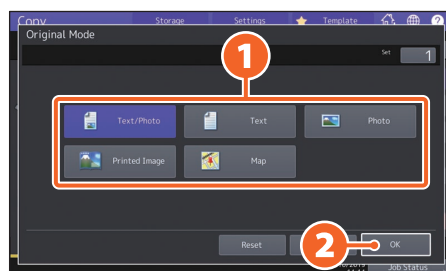 Copy Storage Settings Template
Original Mode
Set 1
1
Text/Photo Text Photo
Printed Image Map
Reset 2 OK
Job Status